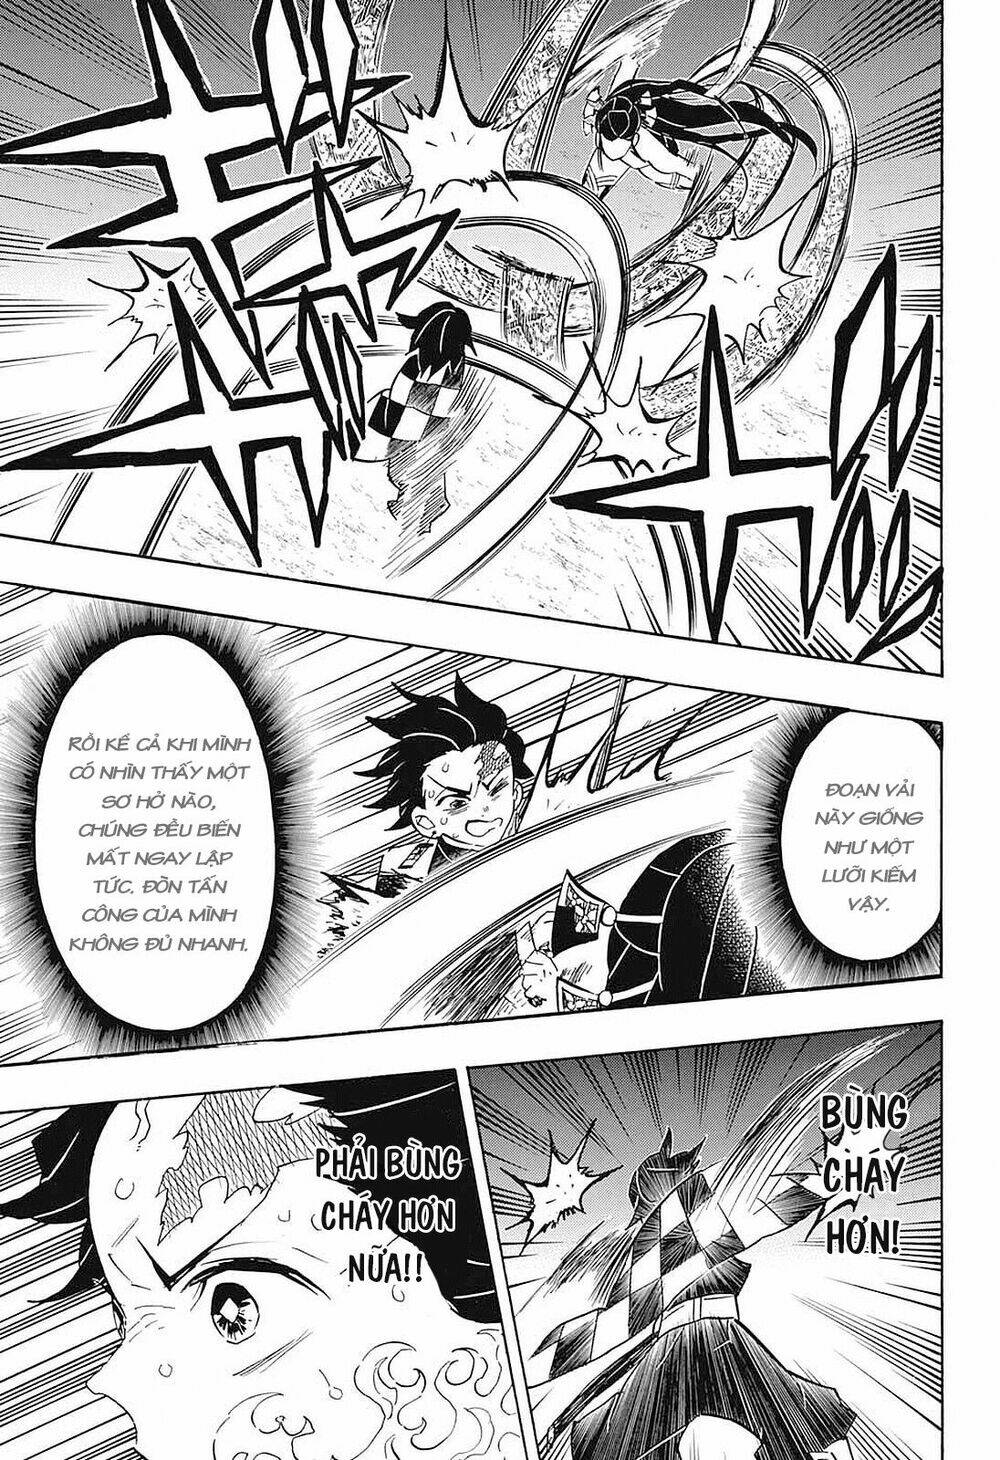 ĐOẠN VẢI
NÀY GIỐNG
NHƯ MỘT
LƯỠI KIẾM
VẬY.
RỒI KỂ CẢ KHI MÌNH
CÓ NHÌN THẤY MỘT
SƠ HỞ NÀO,
CHÚNG ĐỀU BIẾN
MẤT NGAY LẬP
TỨC. ĐÒN TẤN
CÔNG CỦA MÌNH
KHÔNG ĐỦ NHANH.
BÙNG
CHÁY
HƠN!
PHẢI BÙNG
CHÁY HƠN
NỮA!!